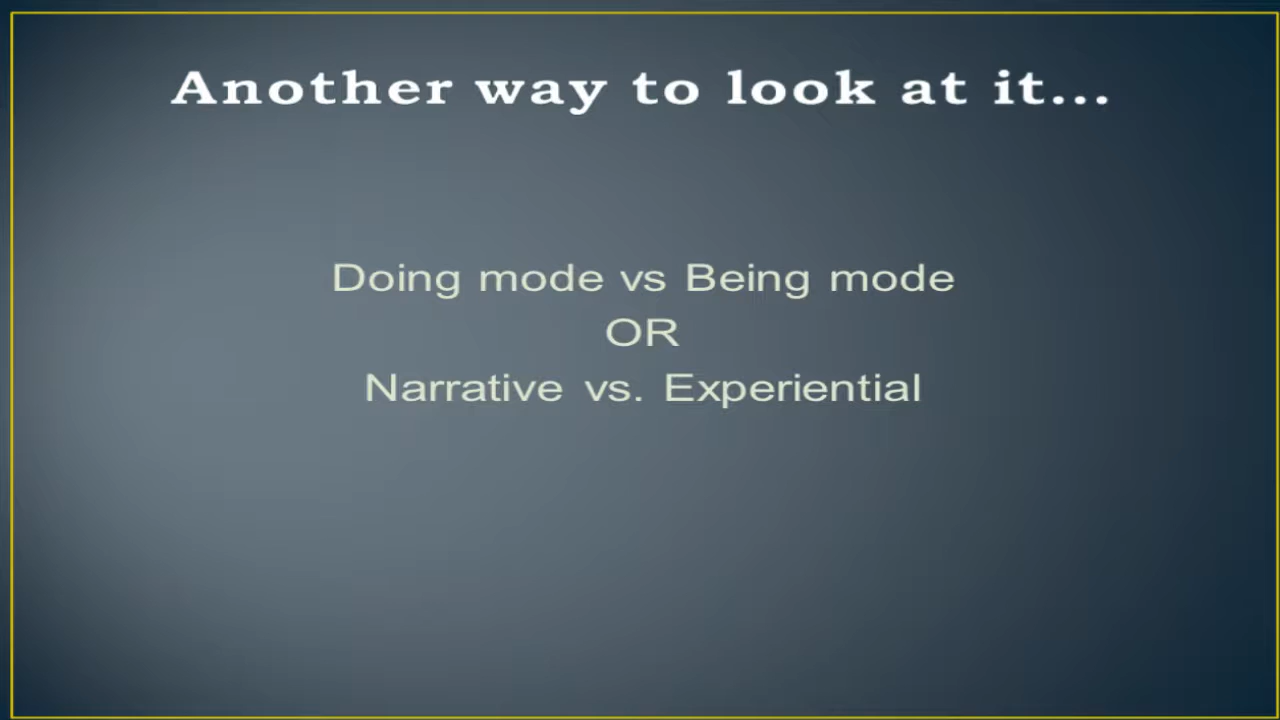 Another way to look at it...
Doing mode vs Being mode
OR
Narrative vs. Experiential